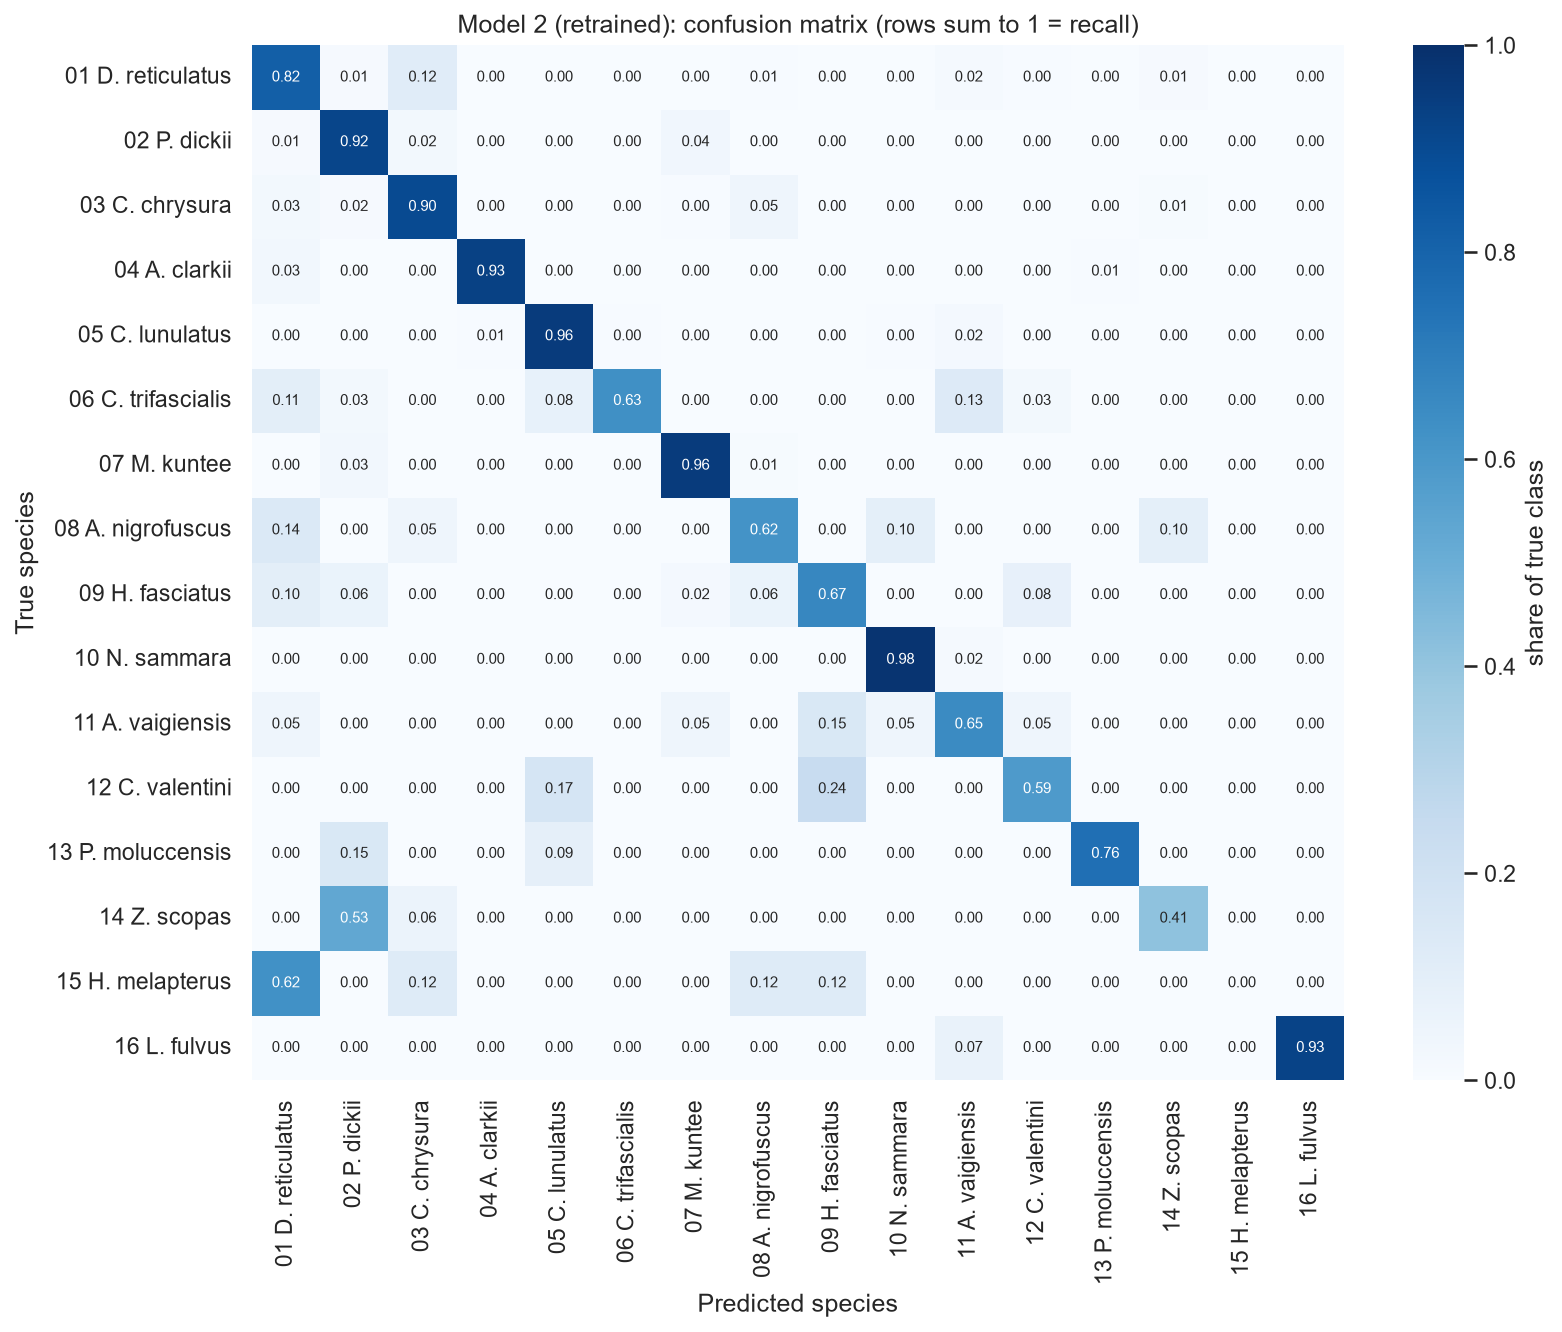 Model 2 (retrained): confusion matrix (rows sum to 1 = recall)
01 D. reticulatus 0.82 0.01 0.12 0.00 0.00 0.00 0.00 0.01 0.00 0.00 0.02 0.00 0.00 0.01 0.00 0.00
02 P. dickii 0.01 0.92 0.02 0.00 0.00 0.00 0.04 0.00 0.00 0.00 0.00 0.00 0.00 0.00 0.00 0.00
03 C. chrysura 0.03 0.02 0.90 0.00 0.00 0.00 0.00 0.05 0.00 0.00 0.00 0.00 0.00 0.01 0.00 0.00
04 A. clarkii 0.03 0.00 0.00 0.93 0.00 0.00 0.00 0.00 0.00 0.00 0.00 0.00 0.01 0.00 0.00 0.00
05 C. lunulatus 0.00 0.00 0.00 0.01 0.96 0.00 0.00 0.00 0.00 0.00 0.02 0.00 0.00 0.00 0.00 0.00
06 C. trifascialis 0.11 0.03 0.00 0.00 0.08 0.63 0.00 0.00 0.00 0.00 0.13 0.03 0.00 0.00 0.00 0.00
07 M. kuntee 0.00 0.03 0.00 0.00 0.00 0.00 0.96 0.01 0.00 0.00 0.00 0.00 0.00 0.00 0.00 0.00
08 A. nigrofuscus 0.14 0.00 0.05 0.00 0.00 0.00 0.00 0.62 0.00 0.10 0.00 0.00 0.00 0.10 0.00 0.00
09 H. fasciatus 0.10 0.06 0.00 0.00 0.00 0.00 0.02 0.06 0.67 0.00 0.00 0.08 0.00 0.00 0.00 0.00
10 N. sammara 0.00 0.00 0.00 0.00 0.00 0.00 0.00 0.00 0.00 0.98 0.02 0.00 0.00 0.00 0.00 0.00
11 A. vaigiensis 0.05 0.00 0.00 0.00 0.00 0.00 0.05 0.00 0.15 0.05 0.65 0.05 0.00 0.00 0.00 0.00
12 C. valentini 0.00 0.00 0.00 0.00 0.17 0.00 0.00 0.00 0.24 0.00 0.00 0.59 0.00 0.00 0.00 0.00
13 P. moluccensis 0.00 0.15 0.00 0.00 0.09 0.00 0.00 0.00 0.00 0.00 0.00 0.00 0.76 0.00 0.00 0.00
14 Z. scopas 0.00 0.53 0.06 0.00 0.00 0.00 0.00 0.00 0.00 0.00 0.00 0.00 0.00 0.41 0.00 0.00
15 H. melapterus 0.62 0.00 0.12 0.00 0.00 0.00 0.00 0.12 0.12 0.00 0.00 0.00 0.00 0.00 0.00 0.00
16 L. fulvus 0.00 0.00 0.00 0.00 0.00 0.00 0.00 0.00 0.00 0.00 0.07 0.00 0.00 0.00 0.00 0.93
True species
01 D. reticulatus
02 P. dickii
03 C. chrysura
04 A. clarkii
05 C. lunulatus
06 C. trifascialis
07 M. kuntee
08 A. nigrofuscus
09 H. fasciatus
10 N. sammara
11 A. vaigiensis
12 C. valentini
13 P. moluccensis
14 Z. scopas
15 H. melapterus
16 L. fulvus
Predicted species
1.0
0.8
0.6
0.4
0.2
0.0
share of true class